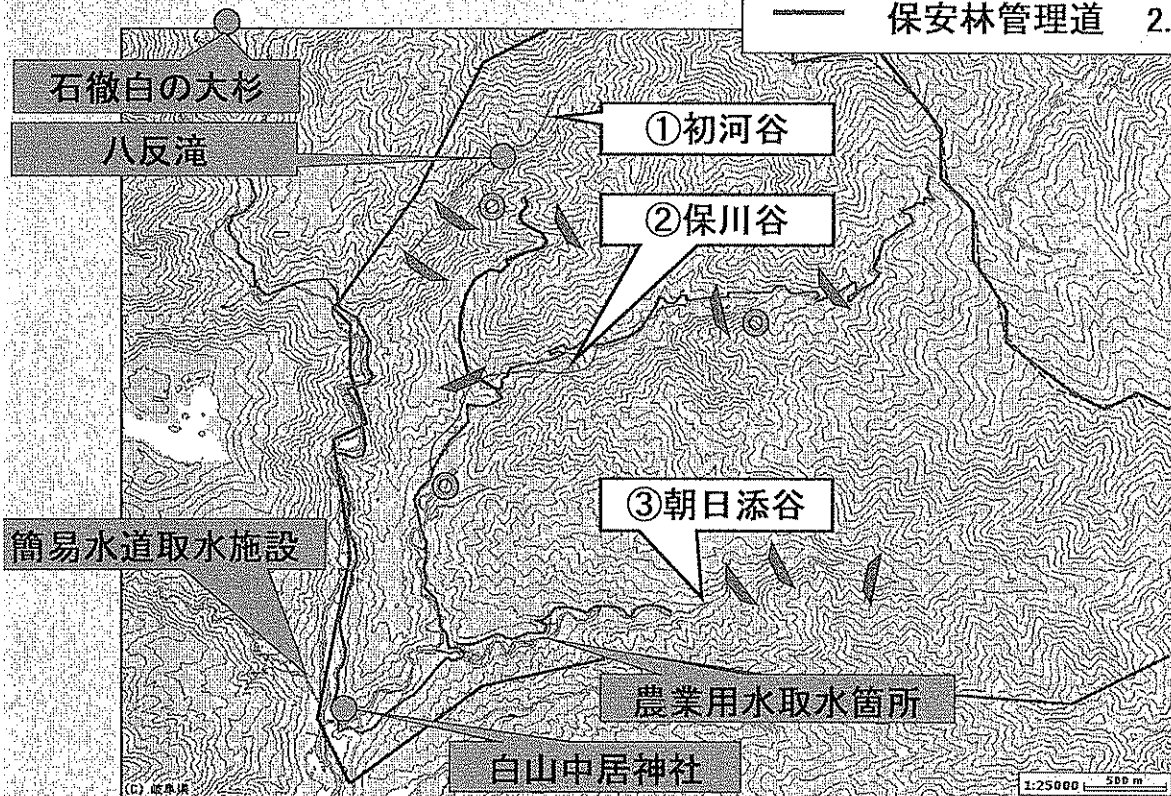 保安林管理道 2.
石徹白の大杉
八反滝
①初河谷
②保川谷
③朝日添谷
簡易水道取水施設
農業用水取水箇所
白山中居神社
(C) 岐阜県
1:25000 500 m